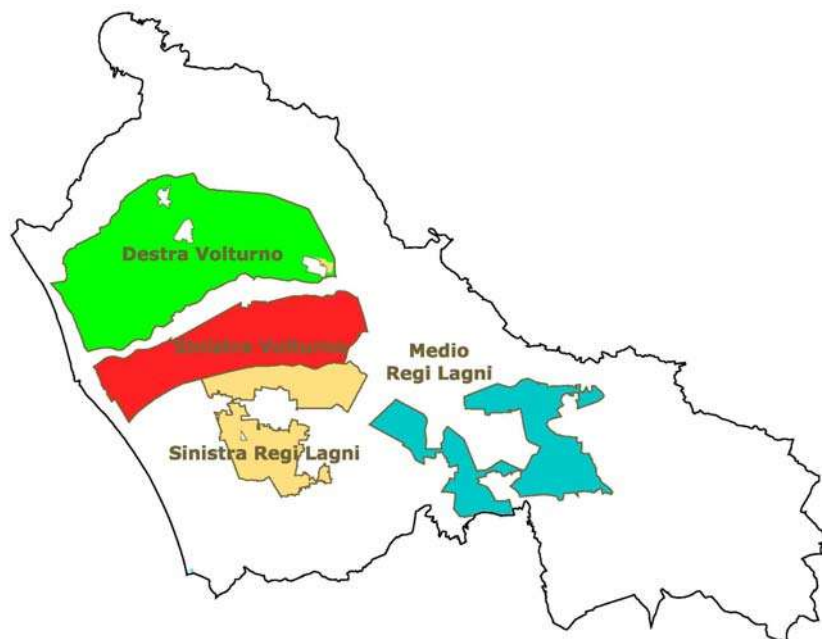 Destra Volturno
Sinistra Volturno
Medio
Regi Lagni
Sinistra Regi Lagni